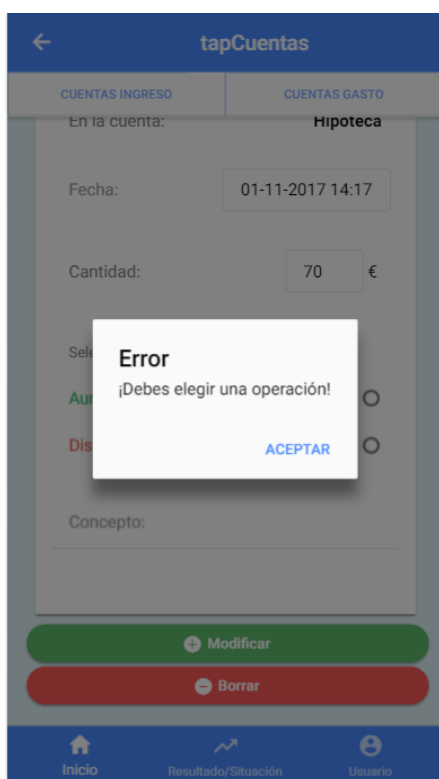 tapCuentas
CUENTAS INGRESO CUENTAS GASTO
En la cuenta: Hipoteca
Fecha: 01-11-2017 14:17
Cantidad: 70 €
Error
¡Debes elegir una operación!
ACEPTAR
Concepto:
Modificar
Borrar
Inicio Resultado/Situación Usuario